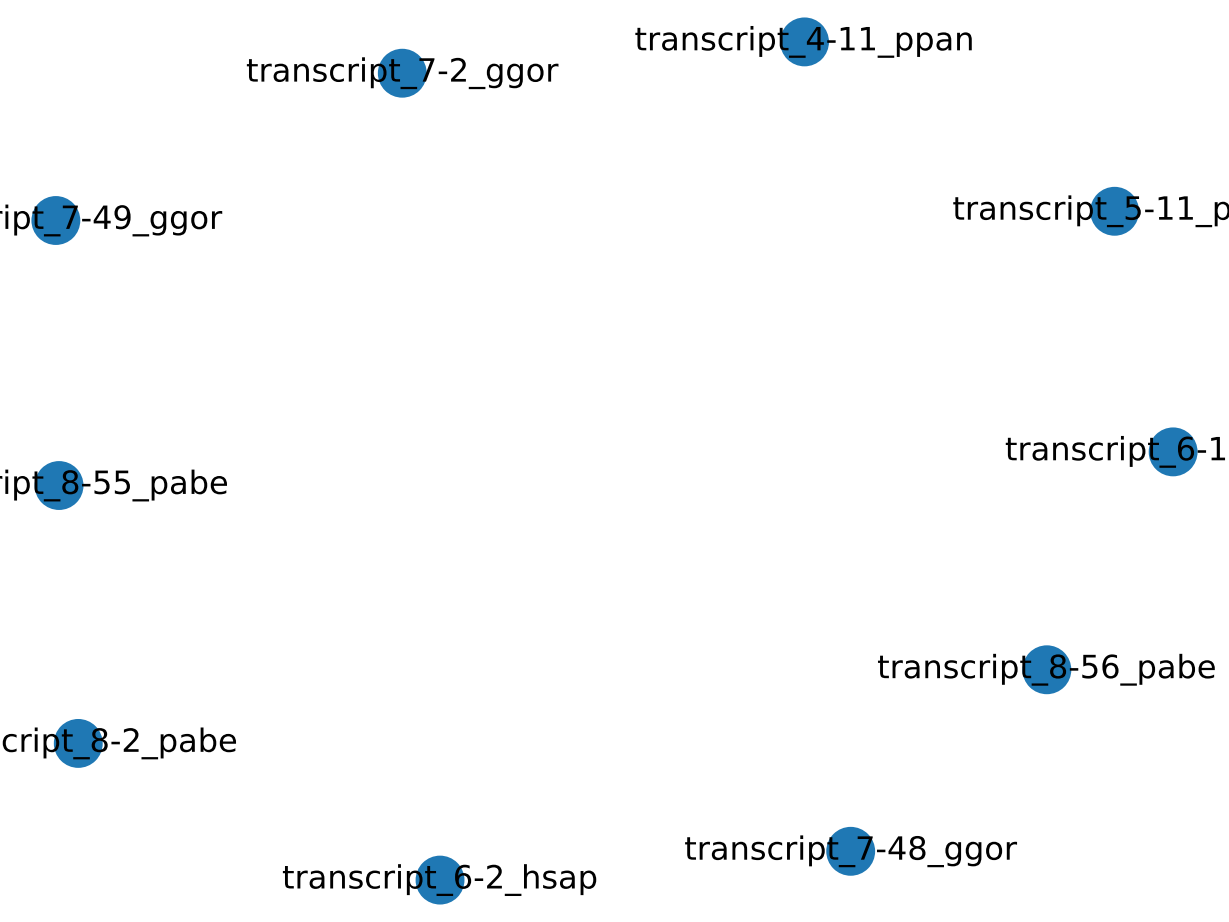 transcript_4-11_ppan
transcript_7-2_ggor
transcript_5-11_p
ript_7-49_ggor
transcript_6-1
ript_8-55_pabe
transcript_8-56_pabe
cript_8-2_pabe
transcript_7-48_ggor
transcript_6-2_hsap